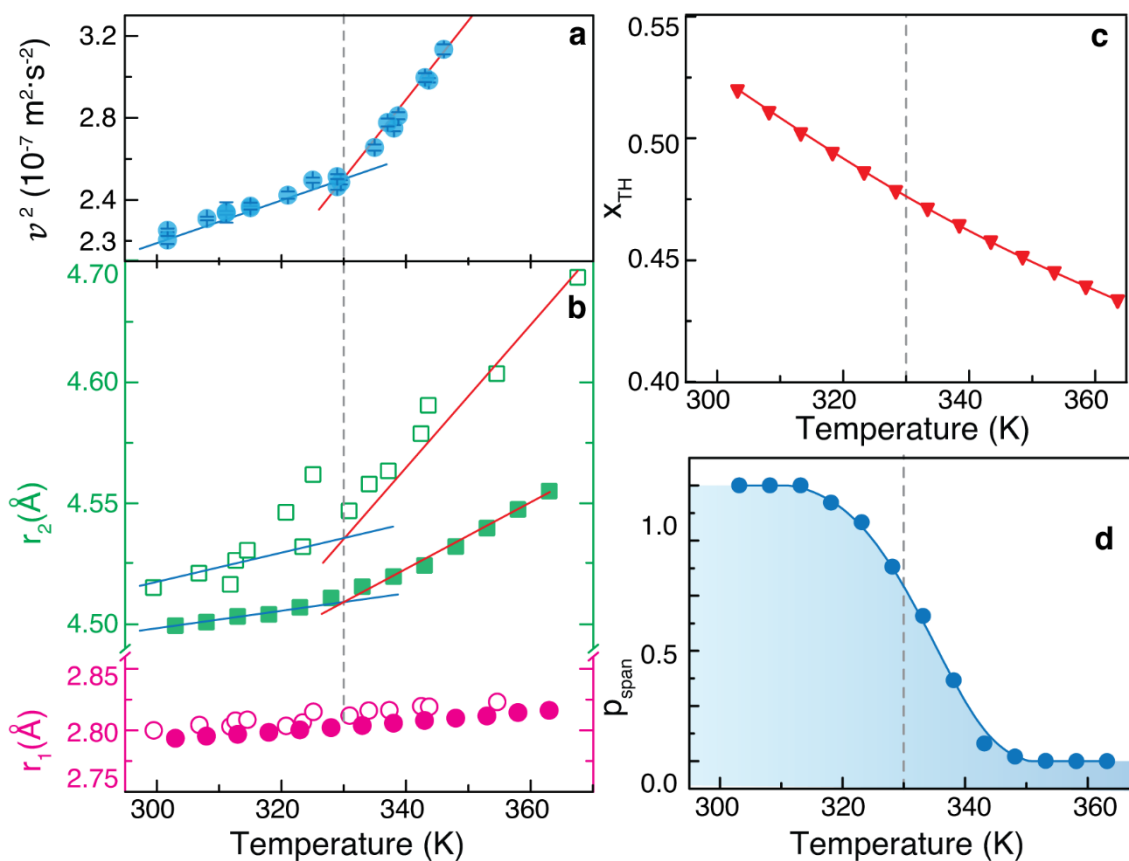 a
3.2
2.8
2.4
2.3
v² (10⁻⁷ m²·s⁻²)
b
4.70
4.60
4.55
4.50
r₂(Å)
2.85
2.80
2.75
r₁(Å)
300 320 340 360
Temperature (K)
c
0.55
0.50
0.45
0.40
x_TH
300 320 340 360
Temperature (K)
d
1.0
0.5
0.0
p_span
300 320 340 360
Temperature (K)